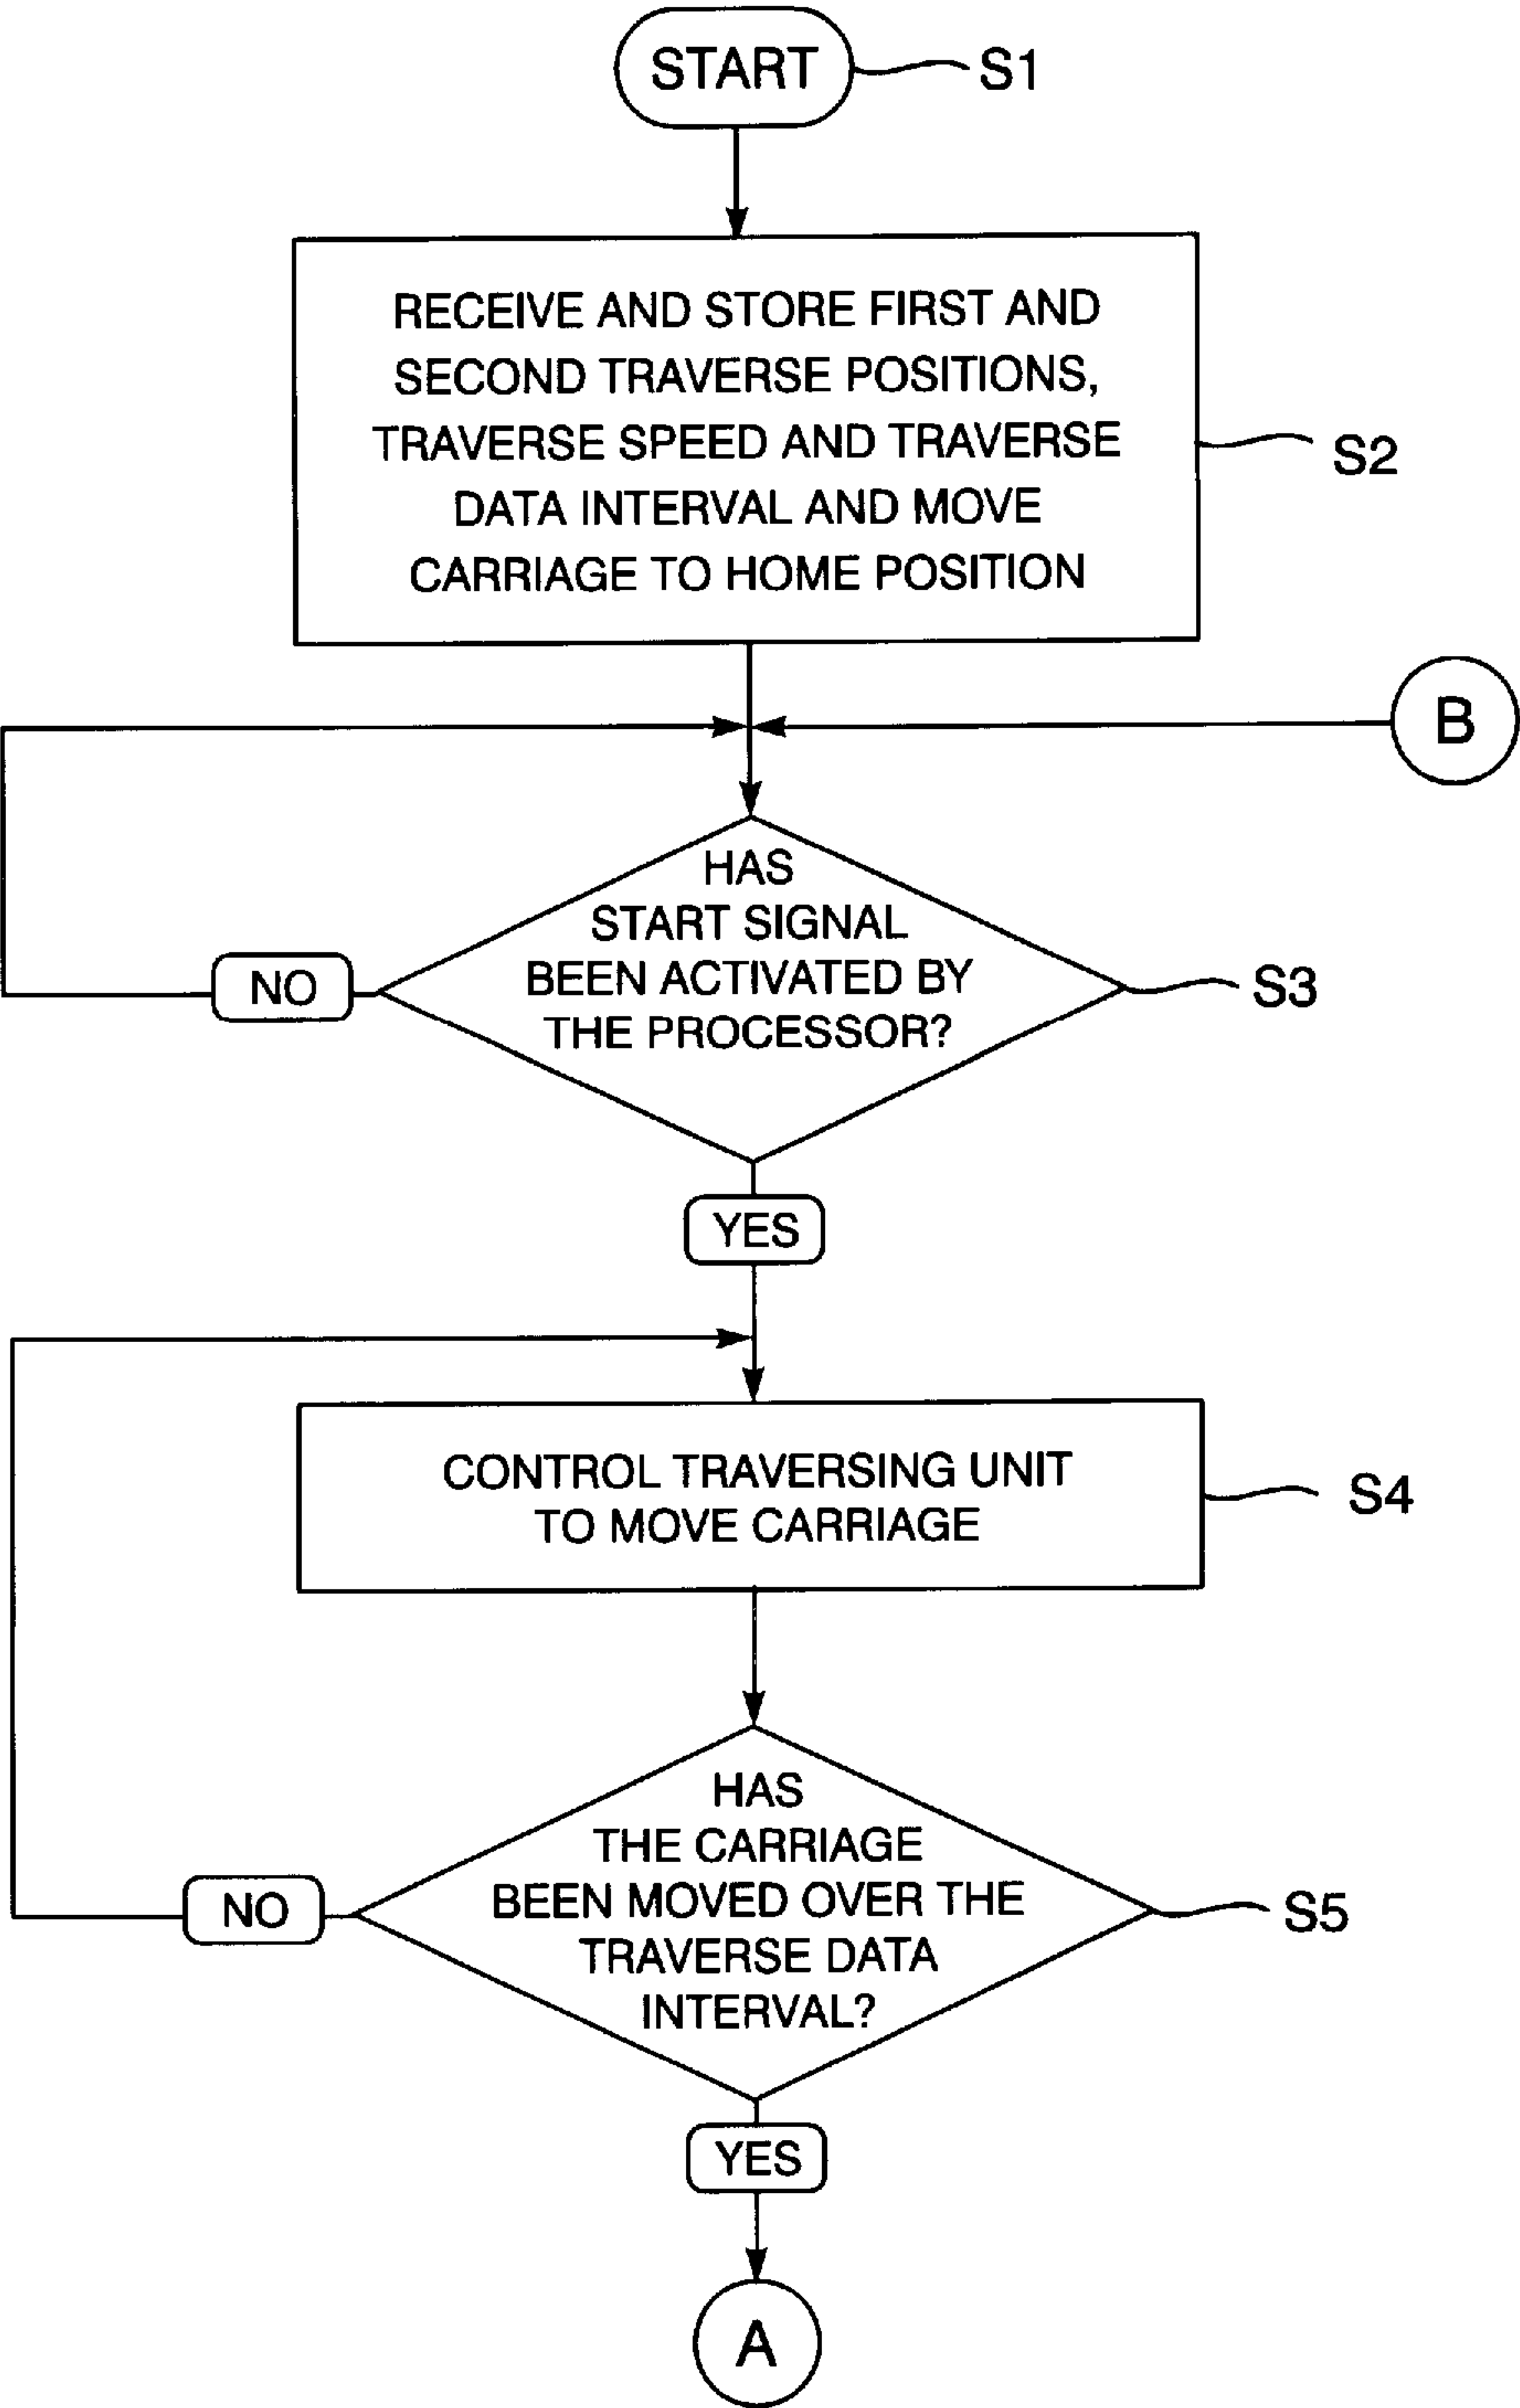 START
S1
RECEIVE AND STORE FIRST AND
SECOND TRAVERSE POSITIONS,
TRAVERSE SPEED AND TRAVERSE
DATA INTERVAL AND MOVE
CARRIAGE TO HOME POSITION
S2
B
HAS
START SIGNAL
BEEN ACTIVATED BY
THE PROCESSOR?
NO
S3
YES
CONTROL TRAVERSING UNIT
TO MOVE CARRIAGE
S4
HAS
THE CARRIAGE
BEEN MOVED OVER THE
TRAVERSE DATA
INTERVAL?
NO
S5
YES
A